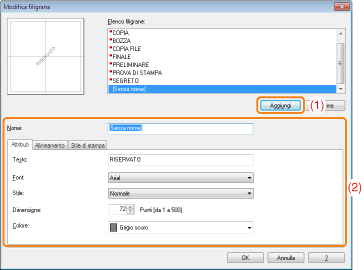 Modifica filigrana
Elenco filigrane:
COPIA
BOZZA
COPIA FILE
FINALE
PRELIMINARE
PROVA DI STAMPA
SEGRETO
[Senza nome]
RISERVATO
Aggiungi
(1)
ina
Nome:
[Senza nome]
Attributi Allineamento Stile di stampa
Testo: RISERVATO
Font: Arial
Stile: Normale
(2)
Dimensione: 72 Punti [da 1 a 500]
Colore: Grigio scuro
OK Annulla ?